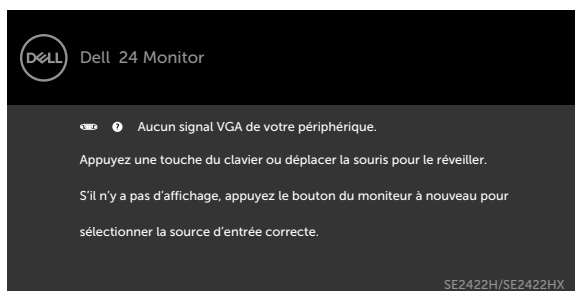 DELL
Dell 24 Monitor
? Aucun signal VGA de votre périphérique.
Appuyez une touche du clavier ou déplacer la souris pour le réveiller.
S'il n'y a pas d'affichage, appuyez le bouton du moniteur à nouveau pour
sélectionner la source d'entrée correcte.
SE2422H/SE2422HX